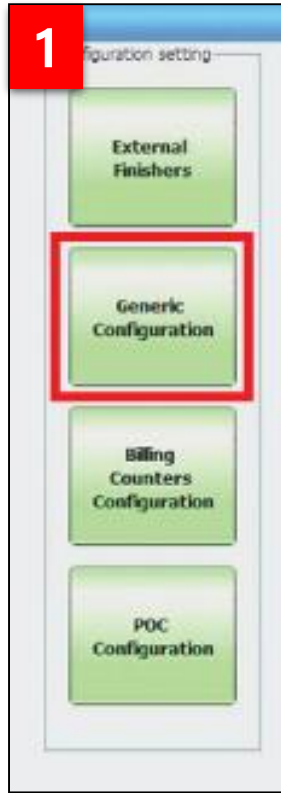 1
figuration setting
External
Finishers
Generic
Configuration
Billing
Counters
Configuration
POC
Configuration